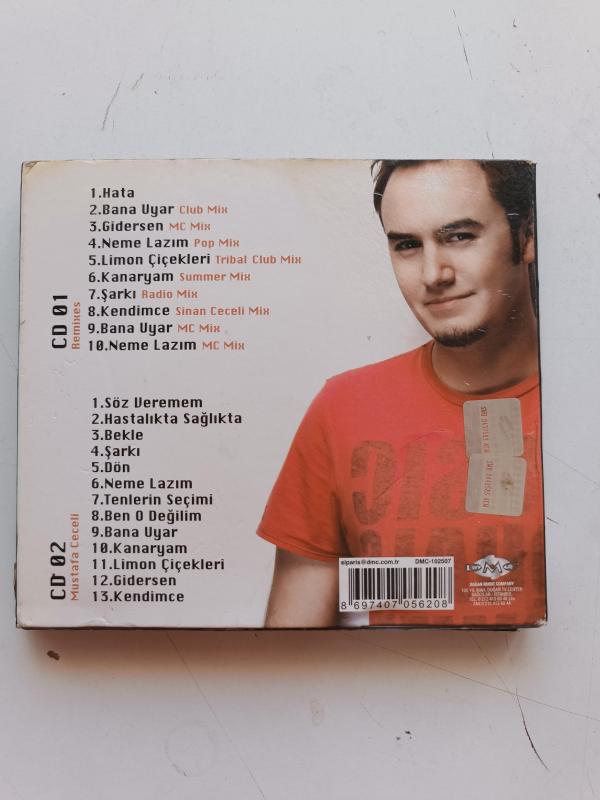 CD 01
Remixes
1.Hata
2.Bana Uyar Club Mix
3.Gidersen MC Mix
4.Neme Lazım Pop Mix
5.Limon Çiçekleri Tribal Club Mix
6.Kanaryam Summer Mix
7.Şarkı Radio Mix
8.Kendimce Sinan Ceceli Mix
9.Bana Uyar MC Mix
10.Neme Lazım MC Mix
CD 02
Mustafa Ceceli
1.Söz Veremem
2.Hastalıkta Sağlıkta
3.Bekle
4.Şarkı
5.Dön
6.Neme Lazım
7.Tenlerin Seçimi
8.Ben O Değilim
9.Bana Uyar
10.Kanaryam
11.Limon Çiçekleri
12.Gidersen
13.Kendimce
siparis@dmc.com.tr DMC-102507
8 697407 056208
DMC
DOĞAN MUSIC COMPANY